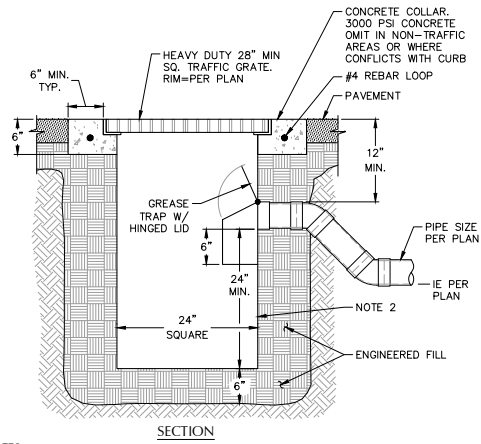 CONCRETE COLLAR.
3000 PSI CONCRETE
OMIT IN NON-TRAFFIC
AREAS OR WHERE
CONFLICTS WITH CURB
HEAVY DUTY 28" MIN
SQ. TRAFFIC GRATE.
RIM=PER PLAN
6" MIN.
TYP.
#4 REBAR LOOP
PAVEMENT
6"
12"
MIN.
GREASE
TRAP W/
HINGED LID
6"
PIPE SIZE
PER PLAN
24"
MIN.
IE PER
PLAN
NOTE 2
24"
SQUARE
ENGINEERED FILL
6"
SECTION